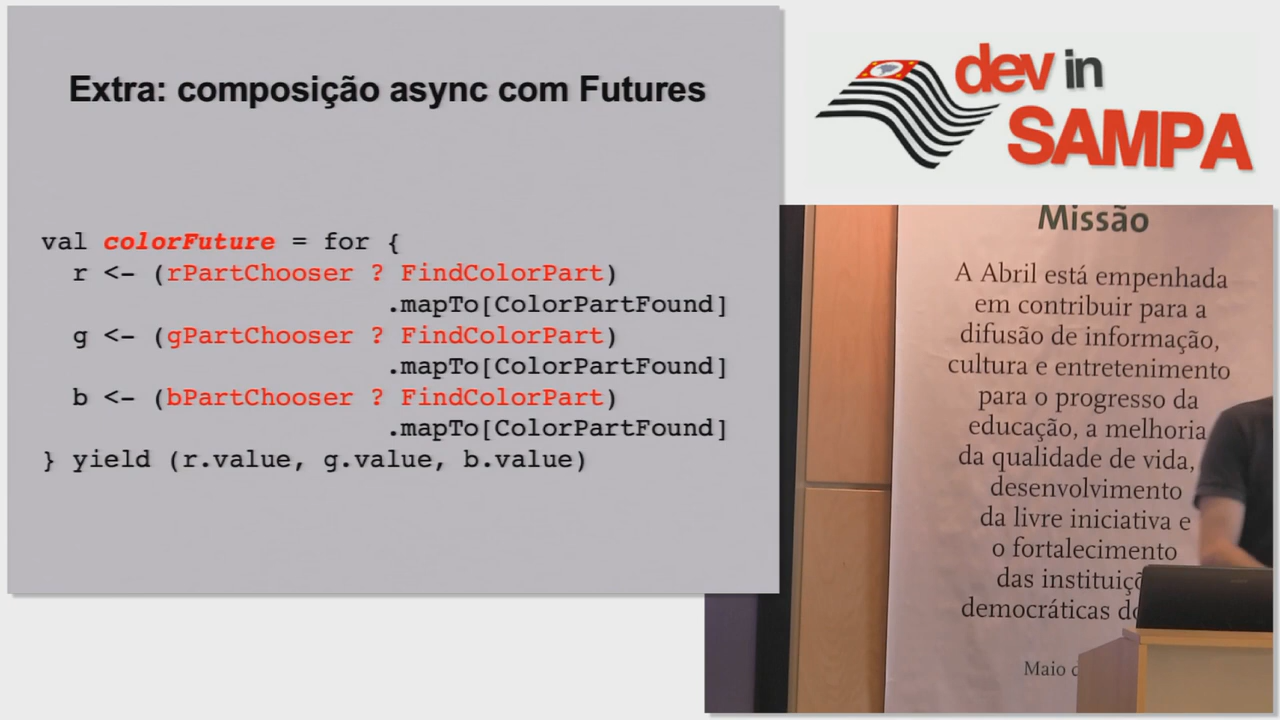 Extra: composição async com Futures
val colorFuture = for {
r <- (rPartChooser ? FindColorPart)
.mapTo[ColorPartFound]
g <- (gPartChooser ? FindColorPart)
.mapTo[ColorPartFound]
b <- (bPartChooser ? FindColorPart)
.mapTo[ColorPartFound]
} yield (r.value, g.value, b.value)
dev in
SAMPA
Missão
A Abril está empenhada
em contribuir para a
difusão de informação,
cultura e entretenimento
para o progresso da
educação, a melhoria
da qualidade de vida,
desenvolvimento
da livre iniciativa e
o fortalecimento
das
democráticas
Maio